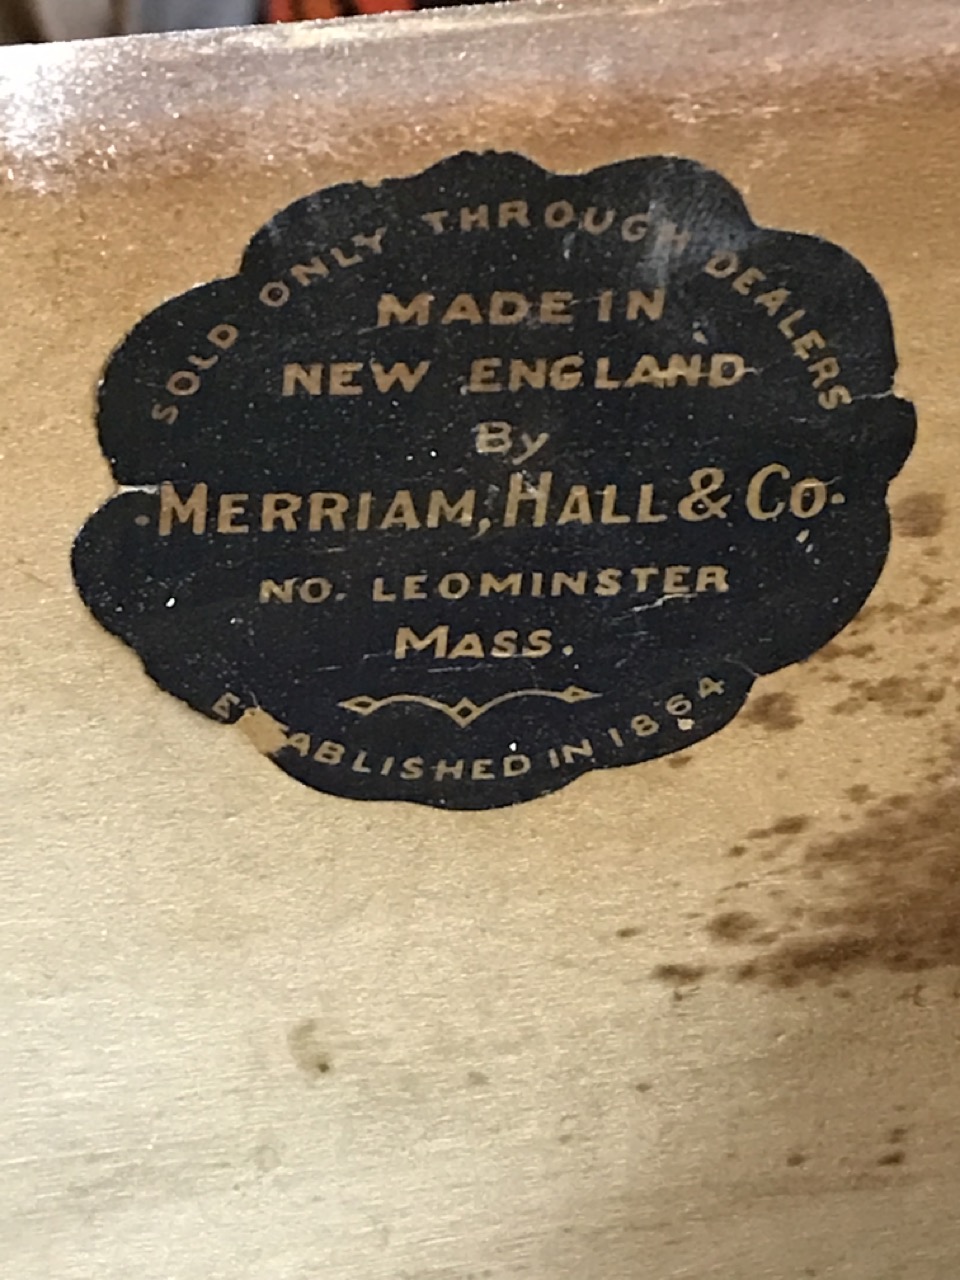 SOLD ONLY THROUGH DEALERS
MADE IN
NEW ENGLAND
By
MERRIAM, HALL & Co.
NO. LEOMINSTER
MASS.
ESTABLISHED IN 1864